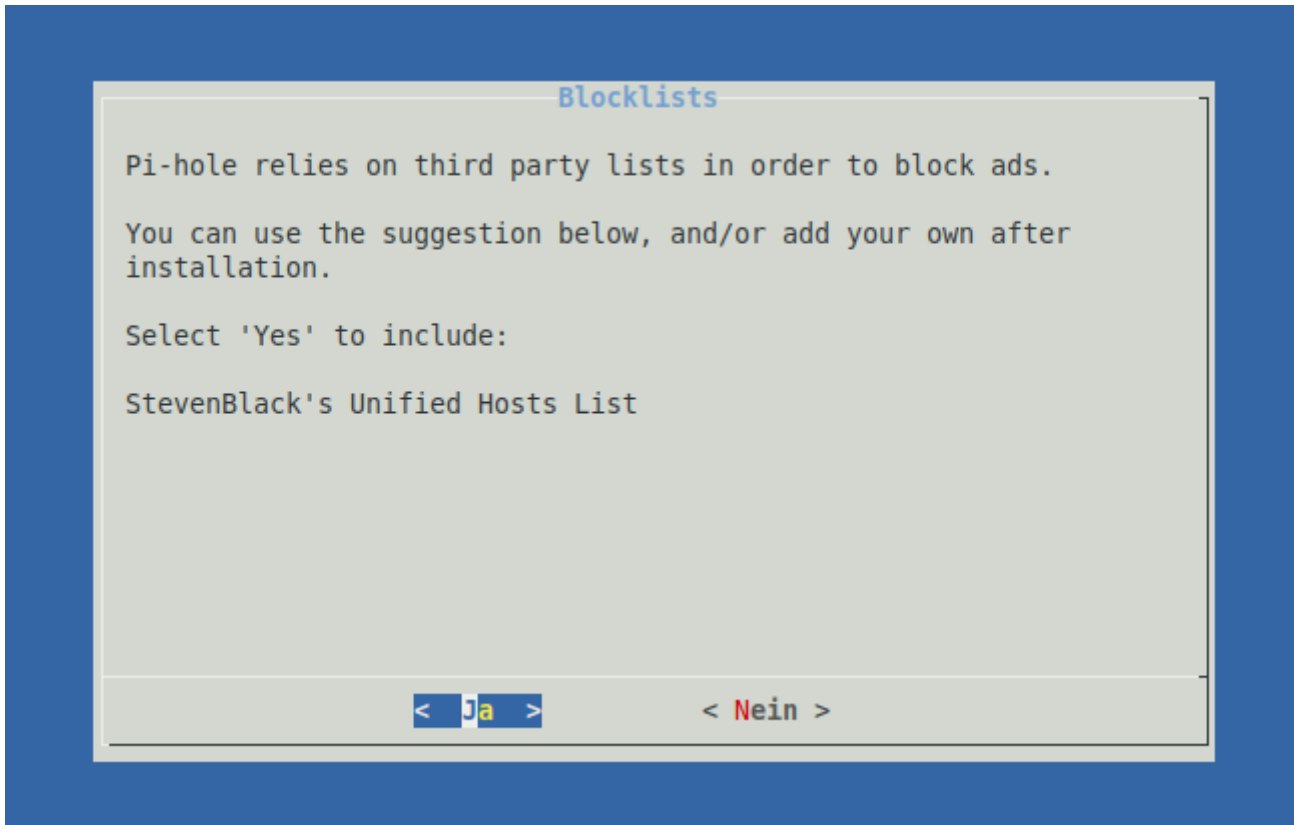 Blocklists
Pi-hole relies on third party lists in order to block ads.
You can use the suggestion below, and/or add your own after
installation.
Select 'Yes' to include:
StevenBlack's Unified Hosts List
< Ja > < Nein >